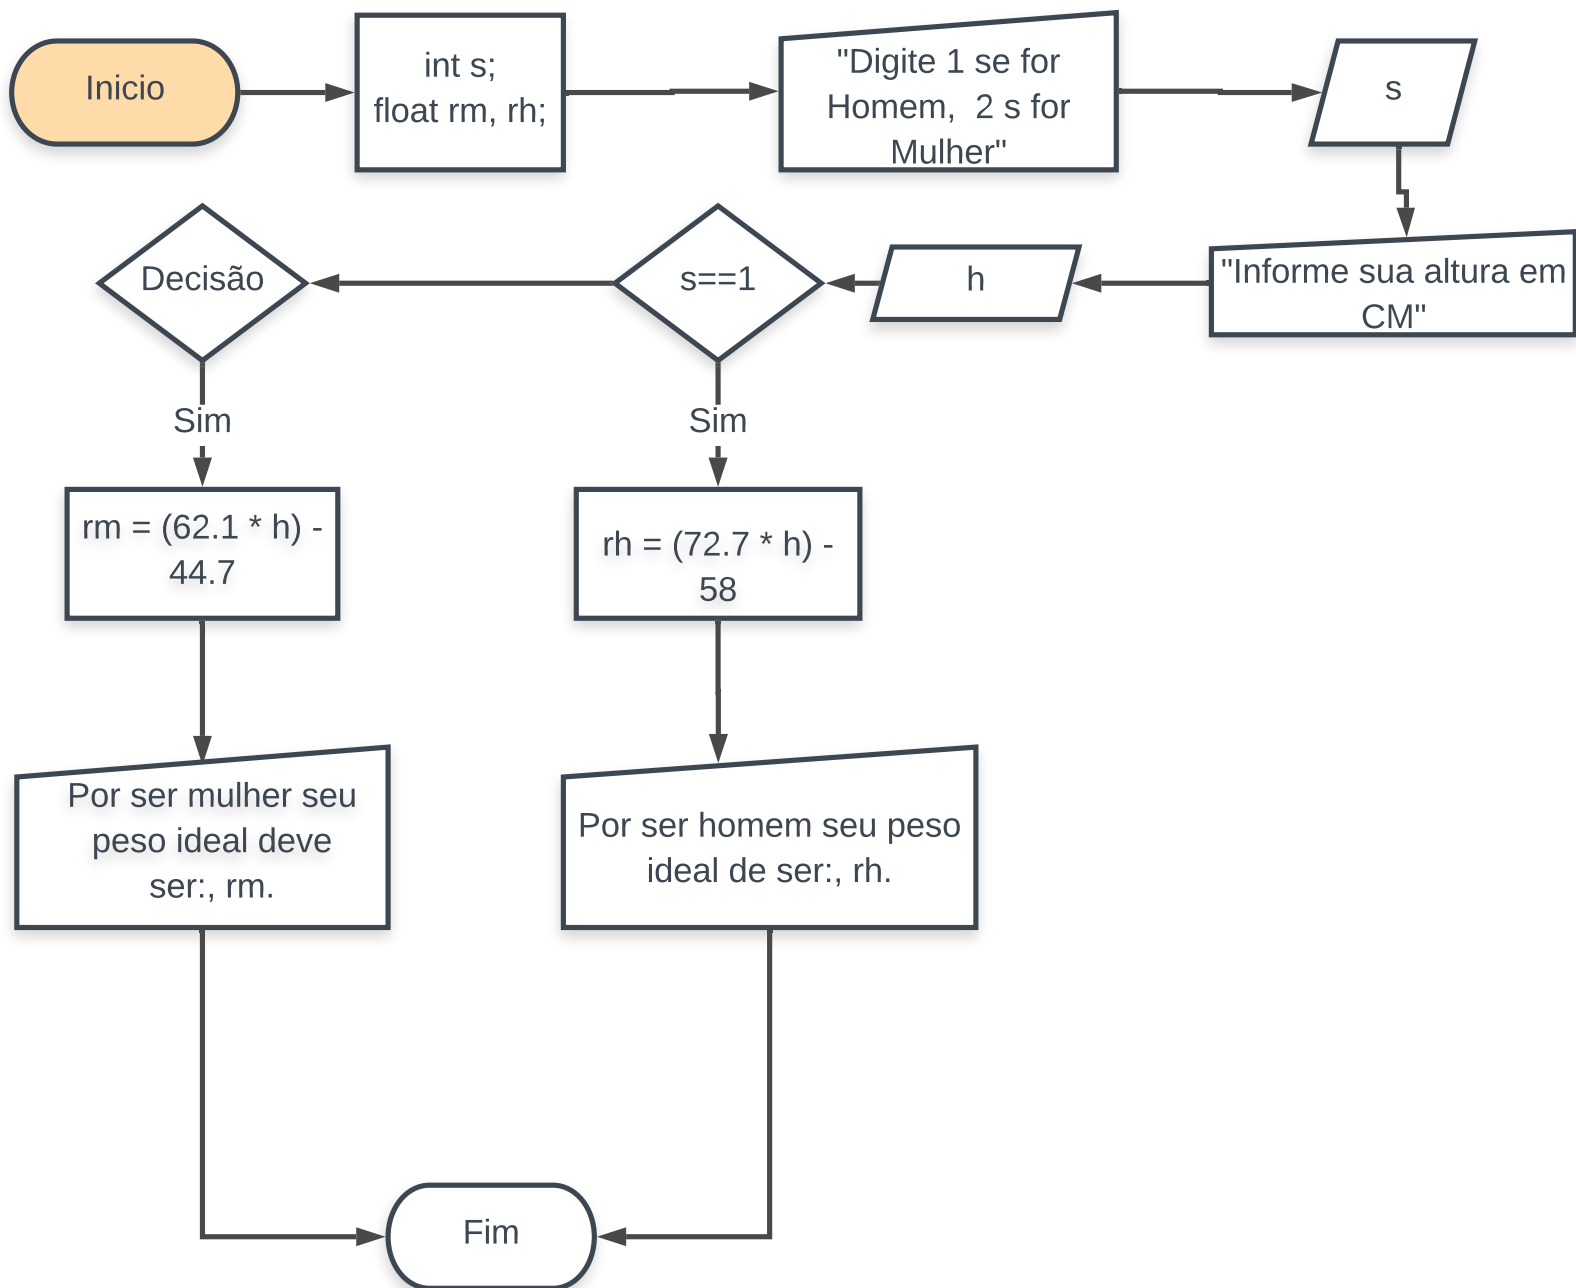 Inicio
int s;
float rm, rh;
"Digite 1 se for
Homem,  2 s for
Mulher"
s
"Informe sua altura em
CM"
h
s==1
Decisão
Sim
Sim
rm = (62.1 * h) -
44.7
rh = (72.7 * h) -
58
Por ser mulher seu
peso ideal deve
ser:, rm.
Por ser homem seu peso
ideal de ser:, rh.
Fim